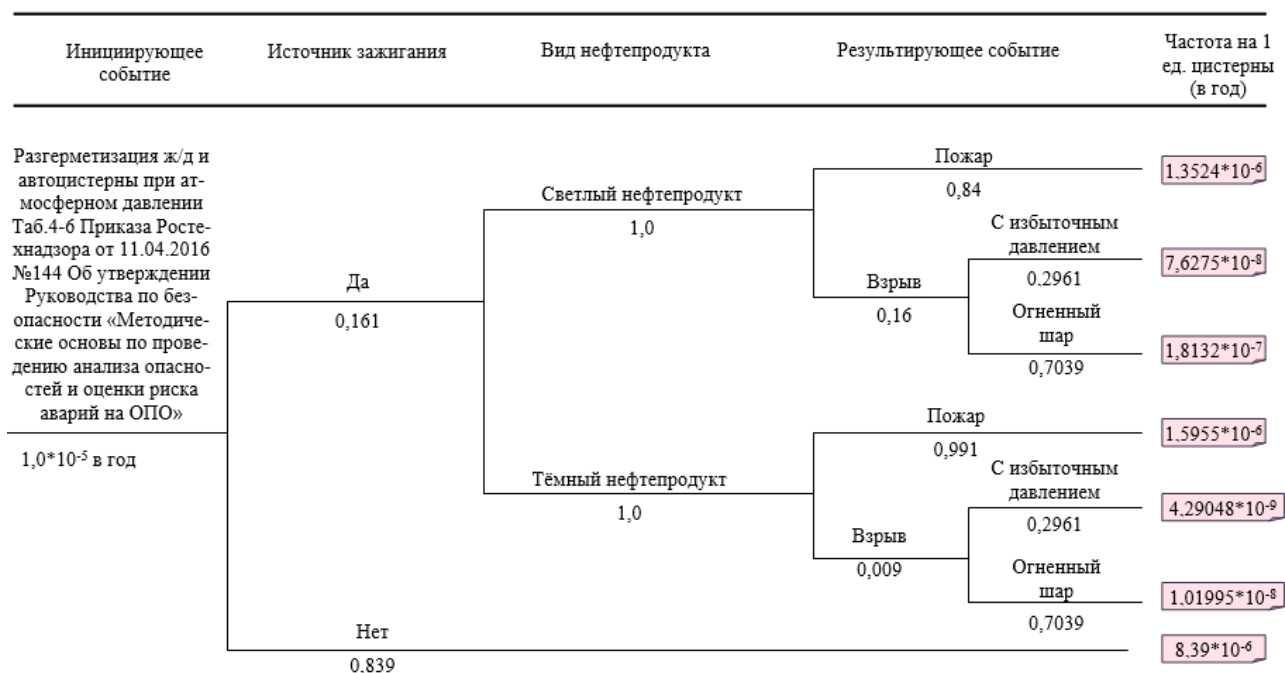 Инициирующее
событие
Источник зажигания
Вид нефтепродукта
Результирующее событие
Частота на 1
ед. цистерны
(в год)
Разгерметизация ж/д и
автоцистерны при ат-
мосферном давлении
Таб.4-6 Приказа Росте-
хнадзора от 11.04.2016
№144 Об утверждении
Руководства по без-
опасности «Методиче-
ские основы по прове-
дению анализа опасно-
стей и оценки риска
аварий на ОПО»
1,0*10⁻⁵ в год
Да
0,161
Светлый нефтепродукт
1,0
Пожар
0,84
1,3524*10⁻⁶
Взрыв
0,16
С избыточным
давлением
0,2961
7,6275*10⁻⁸
Огненный
шар
0,7039
1,8132*10⁻⁷
Тёмный нефтепродукт
1,0
Пожар
0,991
1,5955*10⁻⁶
Взрыв
0,009
С избыточным
давлением
0,2961
4,29048*10⁻⁹
Огненный
шар
0,7039
1,01995*10⁻⁸
Нет
0,839
8,39*10⁻⁶